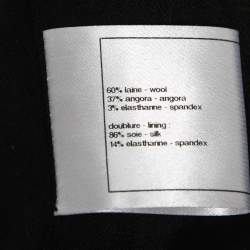 60% laine - wool
37% angora - angora
3% elasthanne - spandex
doublure - lining :
86% soie - silk
14% elasthanne - spandex